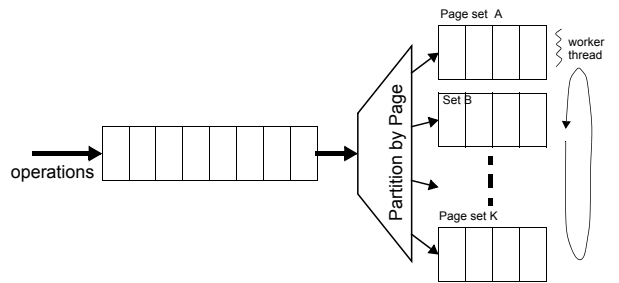 Page set A
worker
thread
Set B
Partition by Page
operations
Page set K